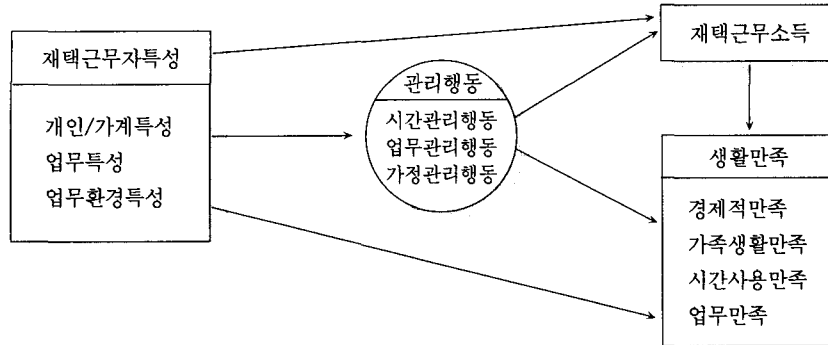 재택근무자특성
개인/가계특성
업무특성
업무환경특성
관리행동
시간관리행동
업무관리행동
가정관리행동
재택근무소득
생활만족
경제적만족
가족생활만족
시간사용만족
업무만족